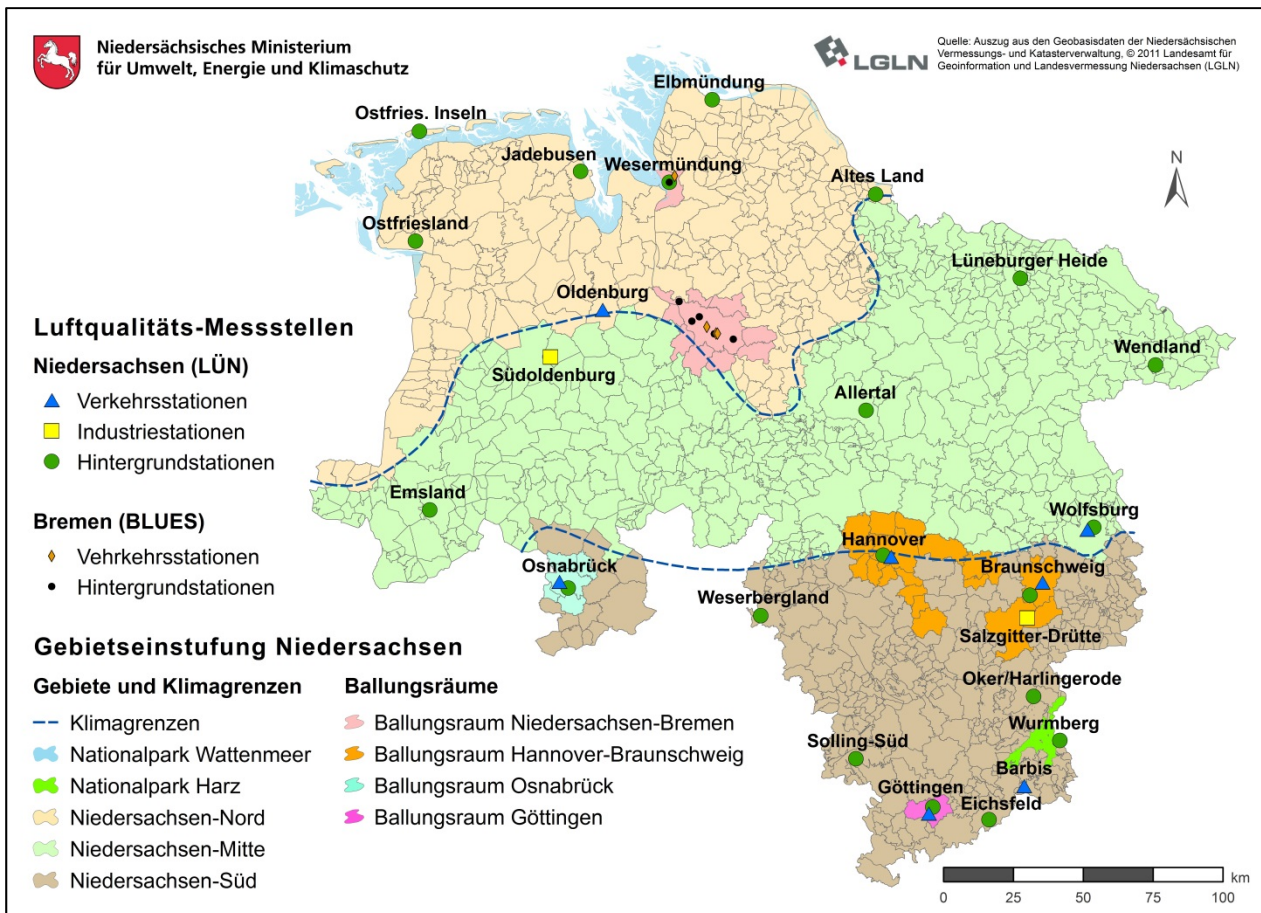 Niedersächsisches Ministerium
für Umwelt, Energie und Klimaschutz
LGLN
Quelle: Auszug aus den Geobasisdaten der Niedersächsischen
Vermessungs- und Katasterverwaltung, © 2011 Landesamt für
Geoinformation und Landesvermessung Niedersachsen (LGLN)
Elbmündung
Ostfries. Inseln
Jadebusen
Wesermündung
Altes Land
N
Ostfriesland
Lüneburger Heide
Oldenburg
Wendland
Südoldenburg
Allertal
Emsland
Wolfsburg
Hannover
Osnabrück
Braunschweig
Weserbergland
Salzgitter-Drütte
Oker/Harlingerode
Wurmberg
Solling-Süd
Barbis
Göttingen
Eichsfeld
Luftqualitäts-Messstellen
Niedersachsen (LÜN)
Verkehrsstationen
Industriestationen
Hintergrundstationen
Bremen (BLUES)
Vehrkehrsstationen
Hintergrundstationen
Gebietseinstufung Niedersachsen
Gebiete und Klimagrenzen
Klimagrenzen
Nationalpark Wattenmeer
Nationalpark Harz
Niedersachsen-Nord
Niedersachsen-Mitte
Niedersachsen-Süd
Ballungsräume
Ballungsraum Niedersachsen-Bremen
Ballungsraum Hannover-Braunschweig
Ballungsraum Osnabrück
Ballungsraum Göttingen
km
0 25 50 75 100